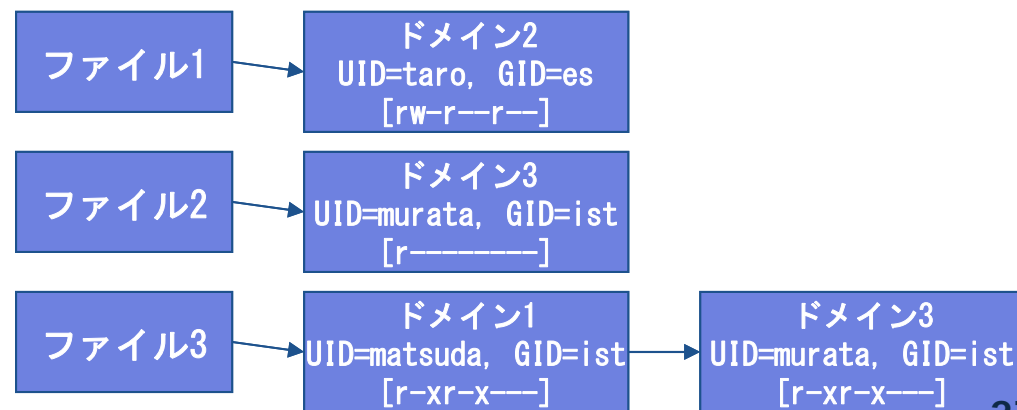 ファイル1
ドメイン2
UID=taro, GID=es
[rw-r--r--]
ファイル2
ドメイン3
UID=murata, GID=ist
[r--------]
ファイル3
ドメイン1
UID=matsuda, GID=ist
[r-xr-x---]
ドメイン3
UID=murata, GID=ist
[r-xr-x---]